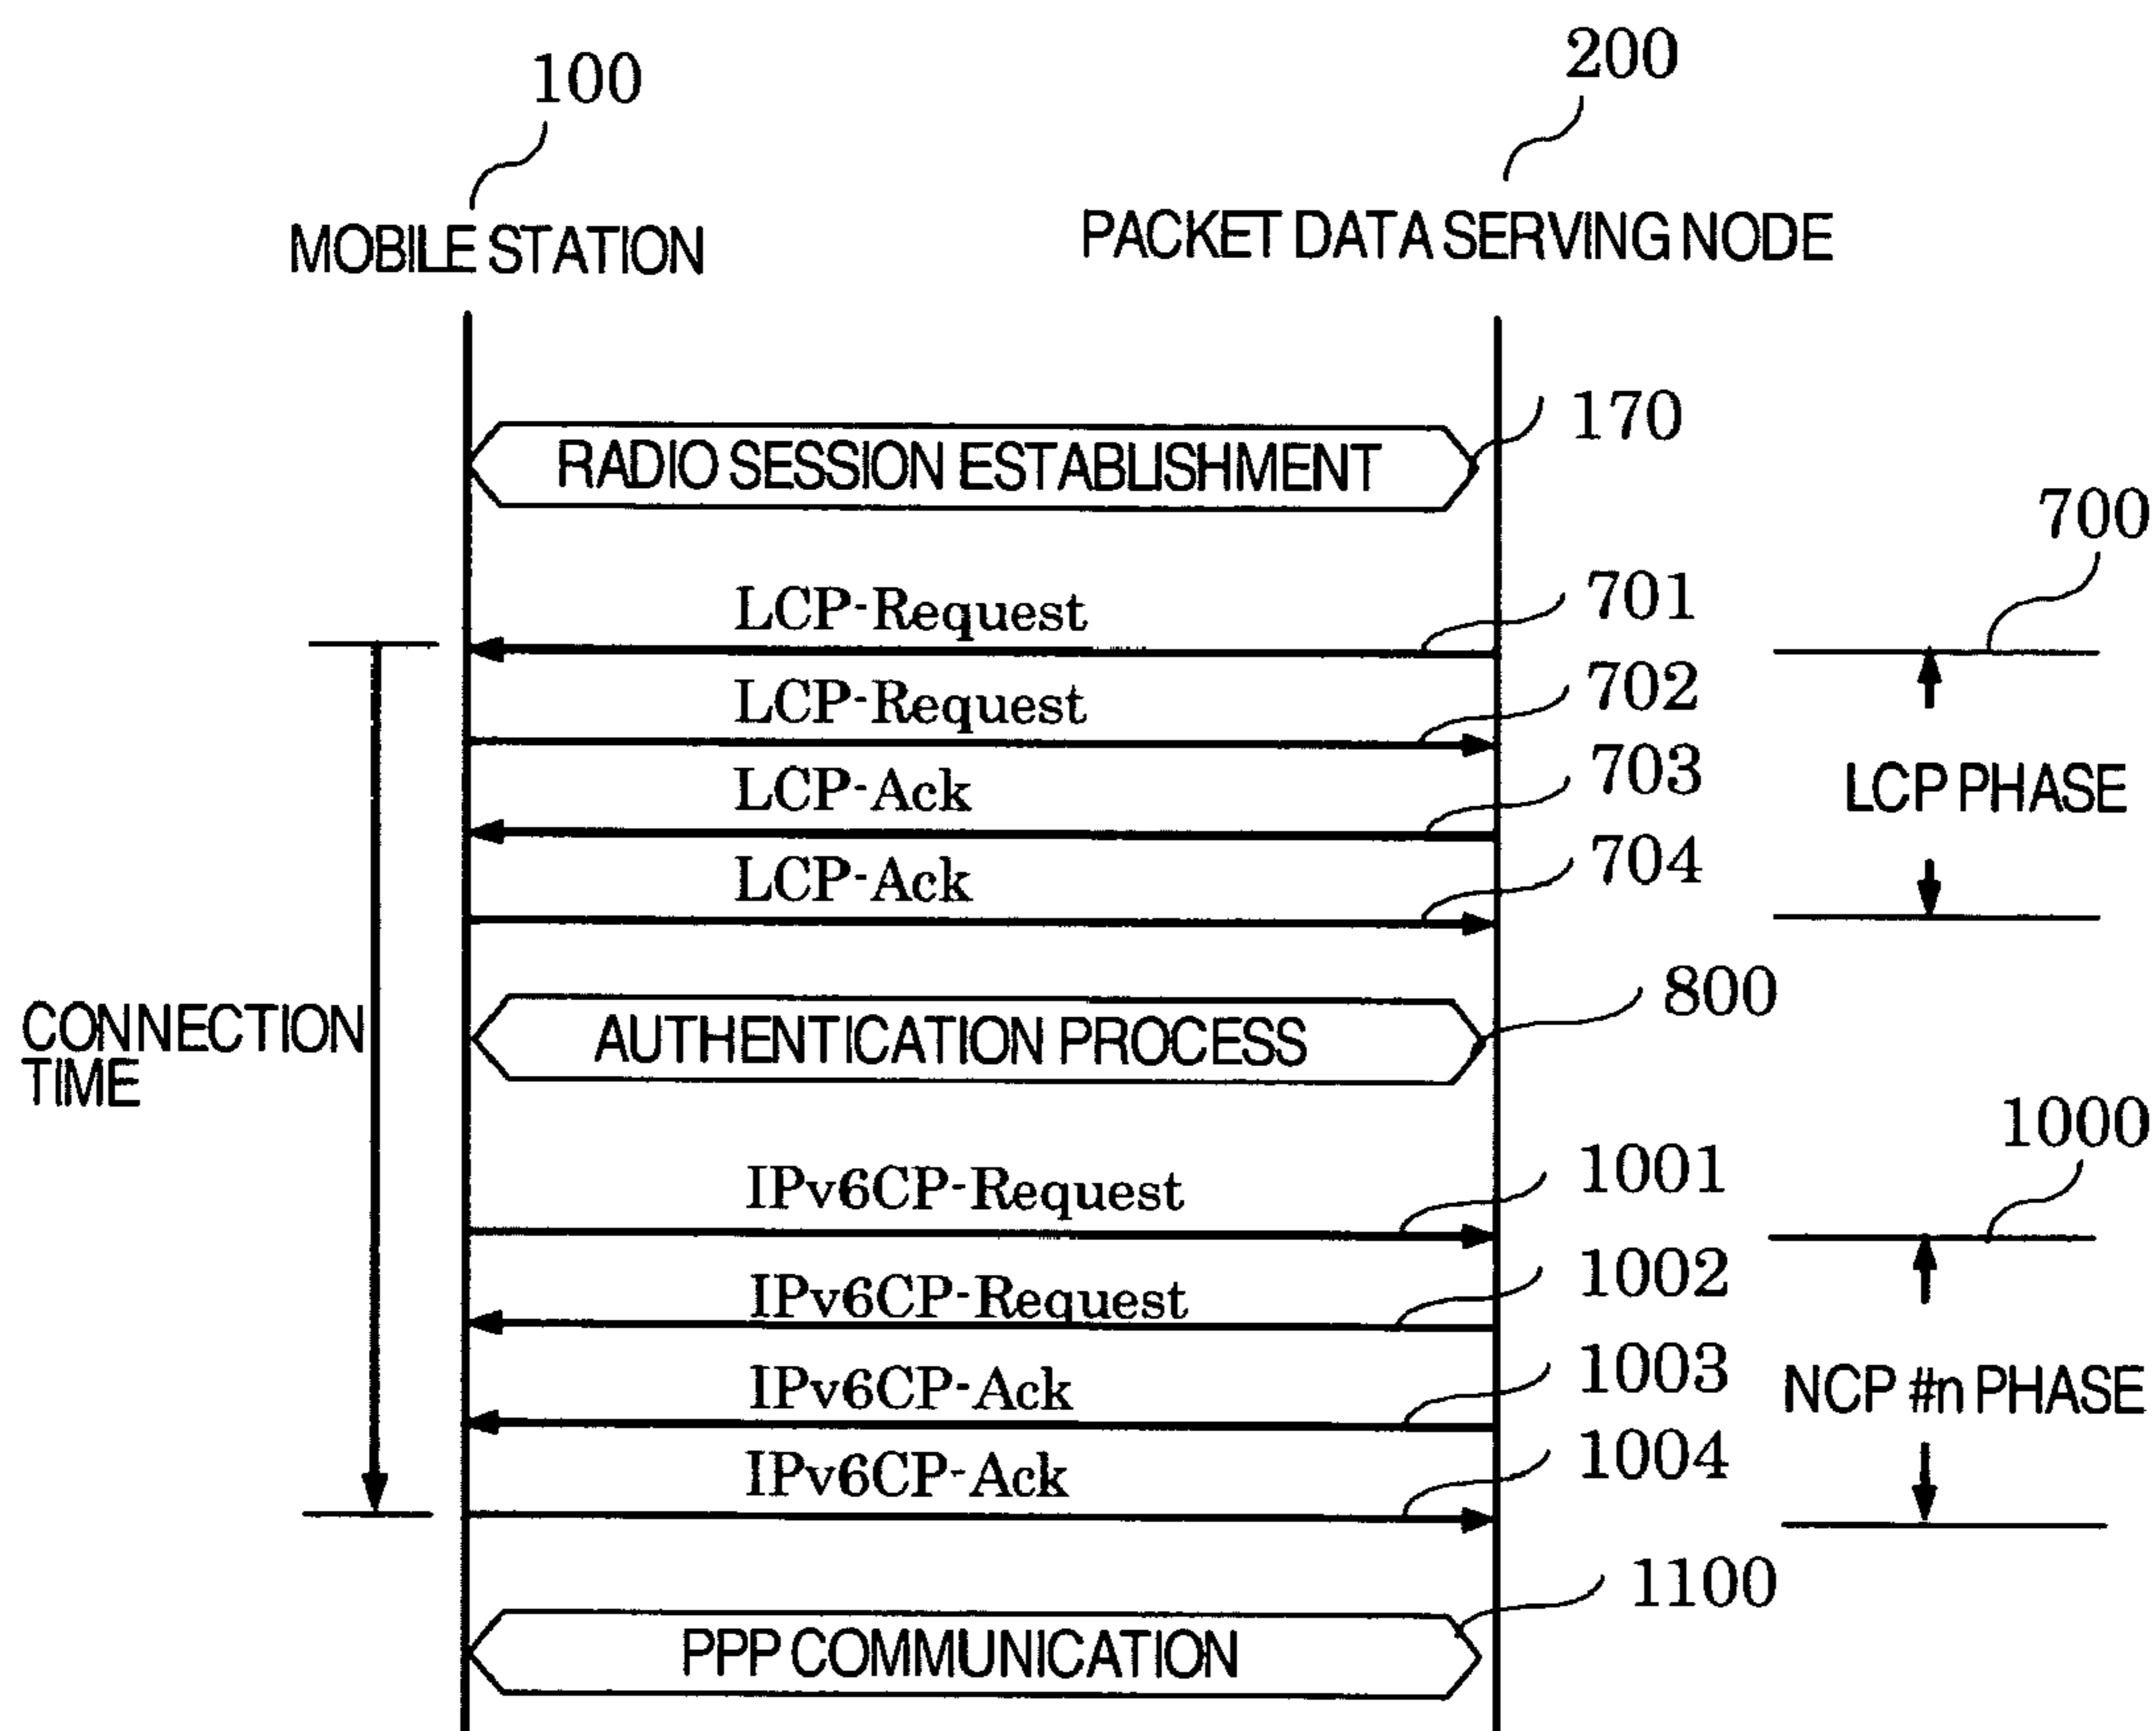 100
200
MOBILE STATION
PACKET DATA SERVING NODE
170
RADIO SESSION ESTABLISHMENT
700
701
LCP-Request
702
LCP-Request
703
LCP-Ack
LCP PHASE
704
LCP-Ack
800
CONNECTION
TIME
AUTHENTICATION PROCESS
1000
1001
IPv6CP-Request
1002
IPv6CP-Request
1003
IPv6CP-Ack
NCP #n PHASE
1004
IPv6CP-Ack
1100
PPP COMMUNICATION